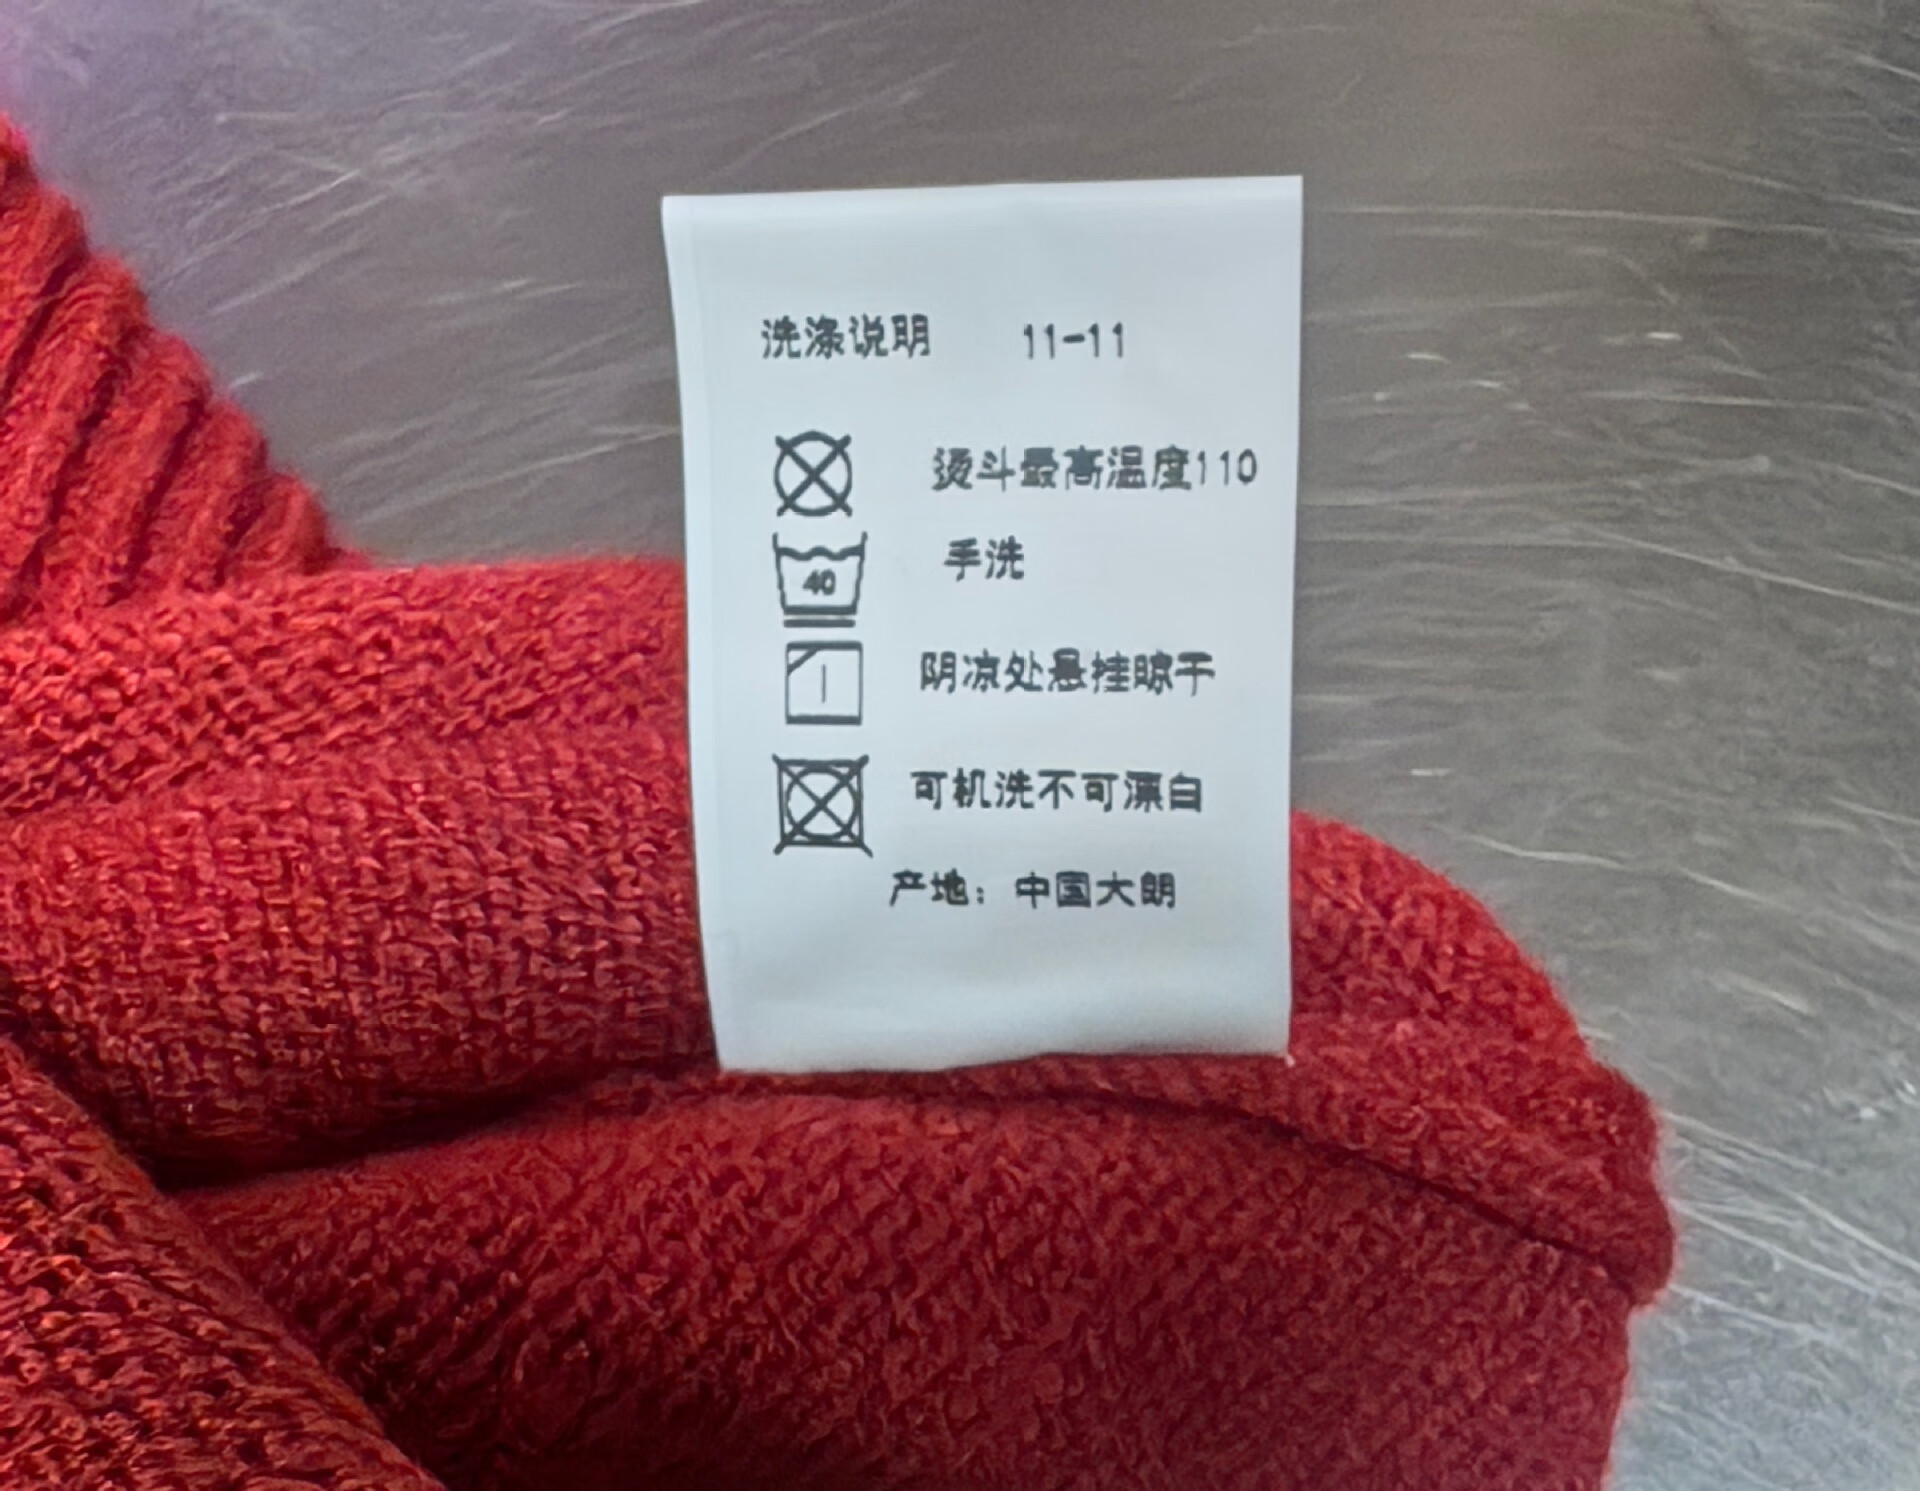 洗涤说明 11-11
烫斗最高温度110
40 手洗
阴凉处悬挂晾干
可机洗不可漂白
产地：中国大朗